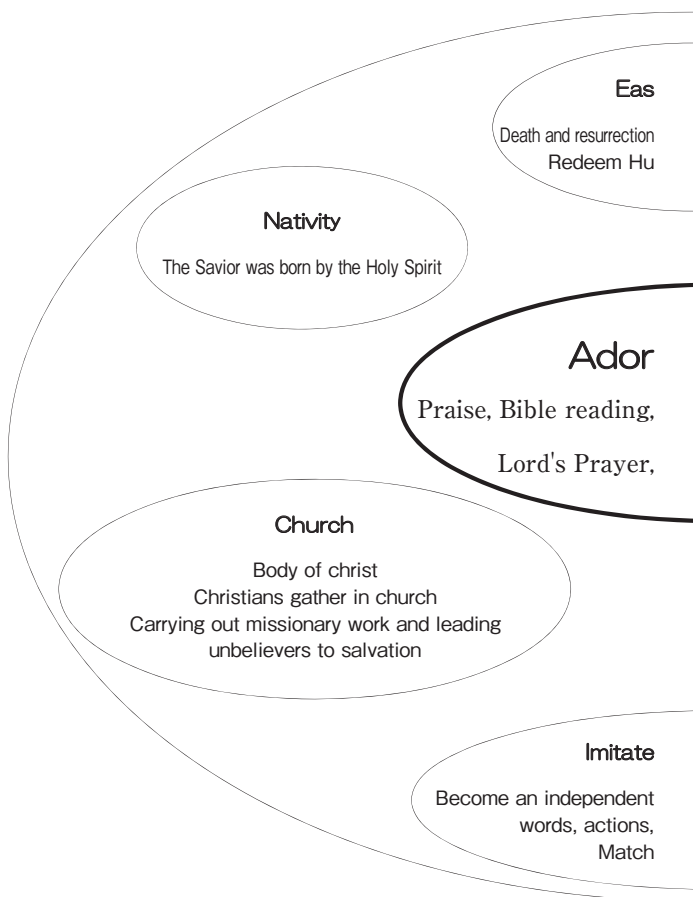 Eas
Death and resurrection
Redeem Hu
Nativity
The Savior was born by the Holy Spirit
Ador
Praise, Bible reading,
Lord's Prayer,
Church
Body of christ
Christians gather in church
Carrying out missionary work and leading
unbelievers to salvation
Imitate
Become an independent
words, actions,
Match